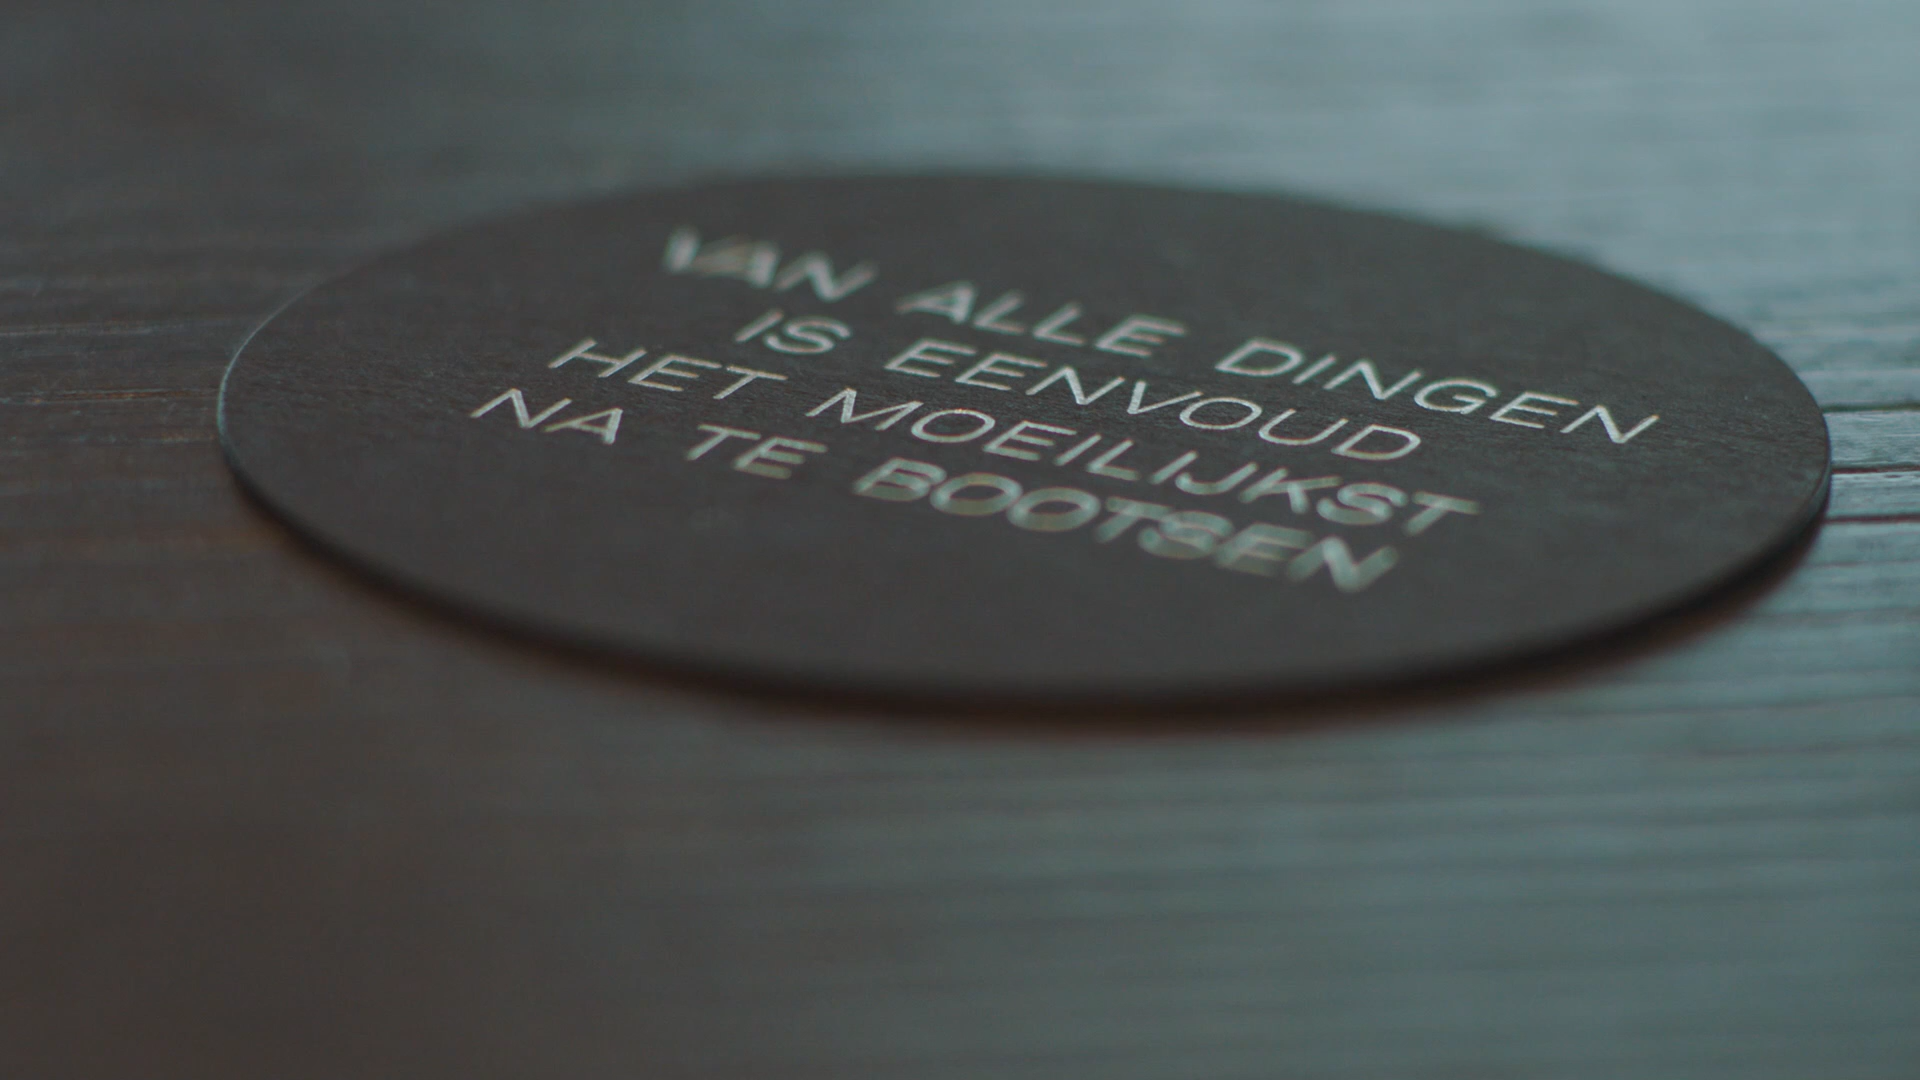 VAN ALLE DINGEN
IS EENVOUD
HET MOEILIJKST
NA TE BOOTSEN